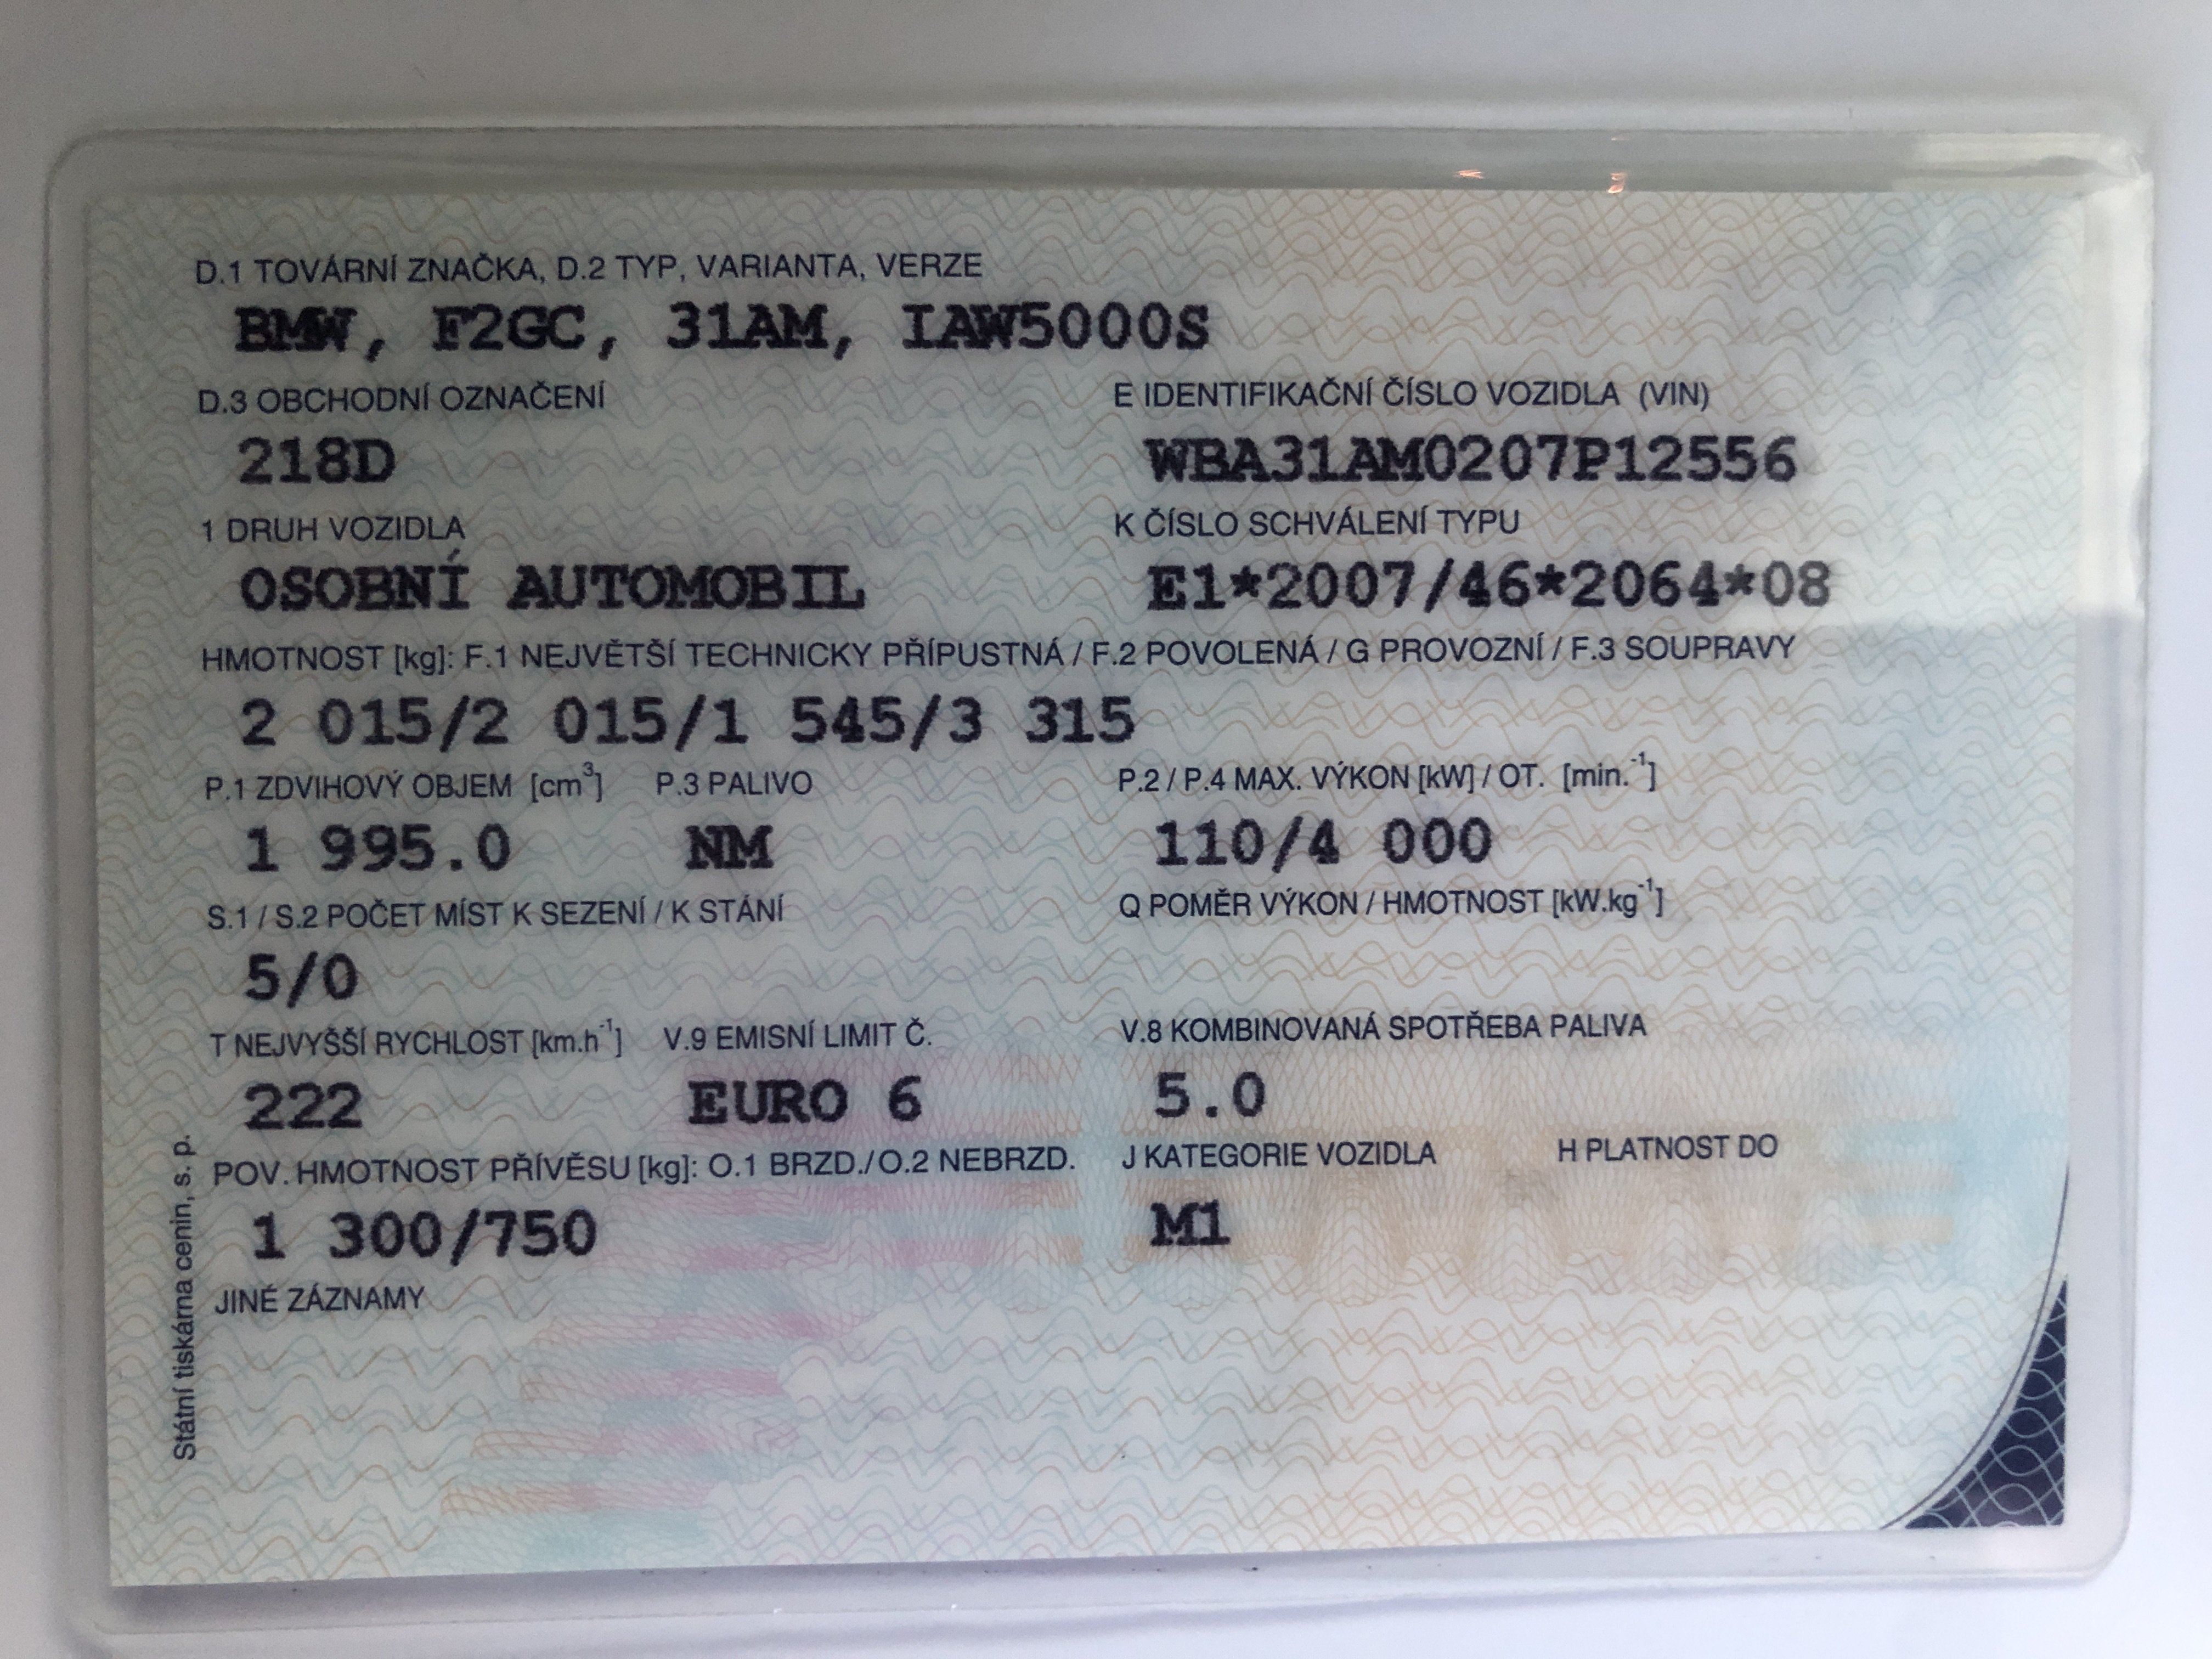 D.1 TOVÁRNÍ ZNAČKA, D.2 TYP, VARIANTA, VERZE
BMW, F2GC, 31AM, IAW5000S
D.3 OBCHODNÍ OZNAČENÍ E IDENTIFIKAČNÍ ČÍSLO VOZIDLA (VIN)
218D WBA31AM0207P12556
1 DRUH VOZIDLA K ČÍSLO SCHVÁLENÍ TYPU
OSOBNÍ AUTOMOBIL E1*2007/46*2064*08
HMOTNOST [kg]: F.1 NEJVĚTŠÍ TECHNICKY PŘÍPUSTNÁ / F.2 POVOLENÁ / G PROVOZNÍ / F.3 SOUPRAVY
2 015/2 015/1 545/3 315
P.1 ZDVIHOVÝ OBJEM [cm³] P.3 PALIVO P.2 / P.4 MAX. VÝKON [kW] / OT. [min.⁻¹]
1 995.0 NM 110/4 000
S.1 / S.2 POČET MÍST K SEZENÍ / K STÁNÍ Q POMĚR VÝKON / HMOTNOST [kW.kg⁻¹]
5/0
T NEJVYŠŠÍ RYCHLOST [km.h⁻¹] V.9 EMISNÍ LIMIT Č. V.8 KOMBINOVANÁ SPOTŘEBA PALIVA
222 EURO 6 5.0
POV. HMOTNOST PŘÍVĚSU [kg]: O.1 BRZD./O.2 NEBRZD. J KATEGORIE VOZIDLA H PLATNOST DO
1 300/750 M1
JINÉ ZÁZNAMY
Státní tiskárna cenin, s. p.